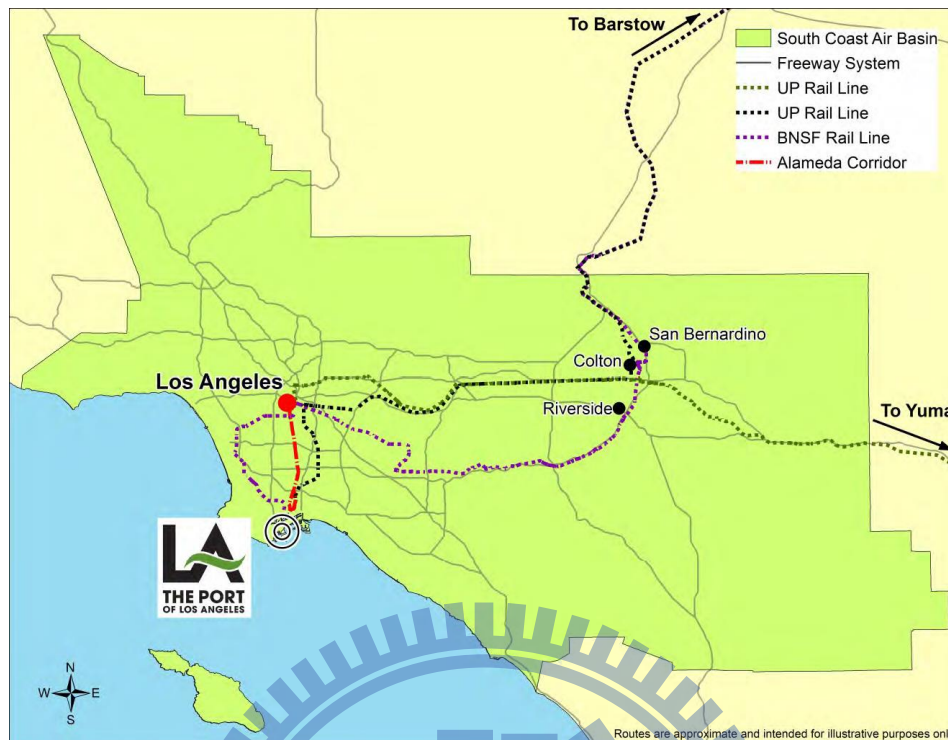 To Barstow
South Coast Air Basin
Freeway System
UP Rail Line
UP Rail Line
BNSF Rail Line
Alameda Corridor
San Bernardino
Colton
Los Angeles
Riverside
To Yuma
LA
THE PORT
OF LOS ANGELES
N
W E
S
Routes are approximate and intended for illustrative purposes on